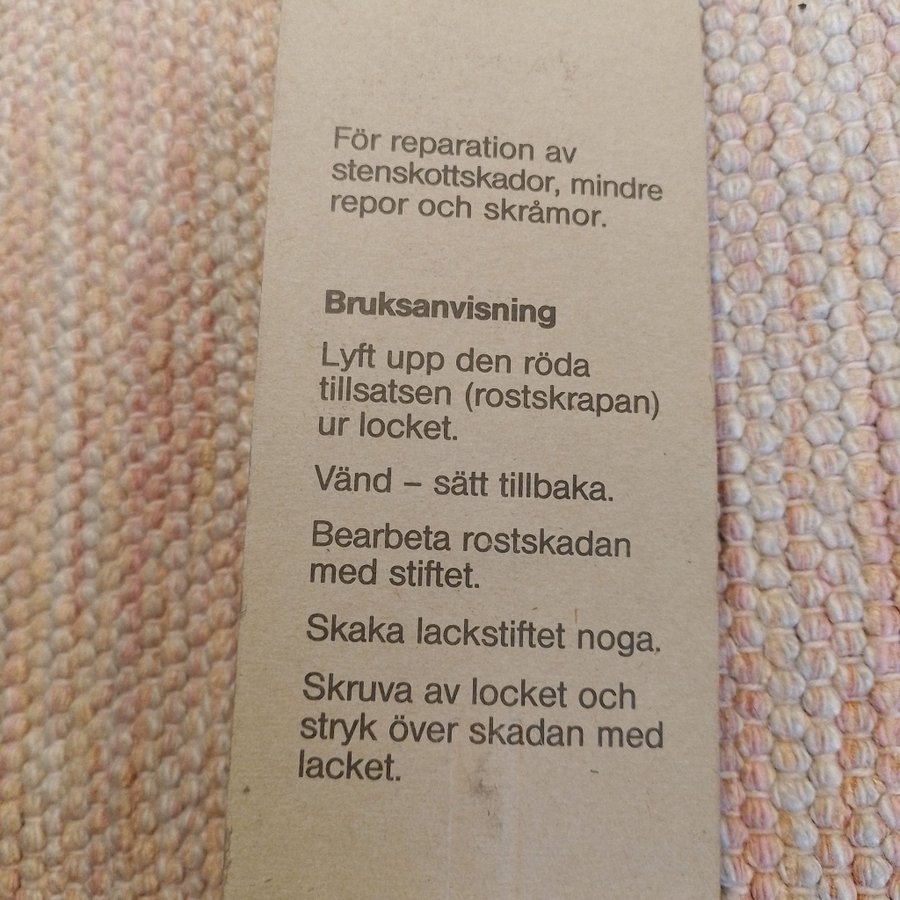 För reparation av
stenskottskador, mindre
repor och skråmor.
Bruksanvisning
Lyft upp den röda
tillsatsen (rostskrapan)
ur locket.
Vänd – sätt tillbaka.
Bearbeta rostskadan
med stiftet.
Skaka lackstiftet noga.
Skruva av locket och
stryk över skadan med
lacket.